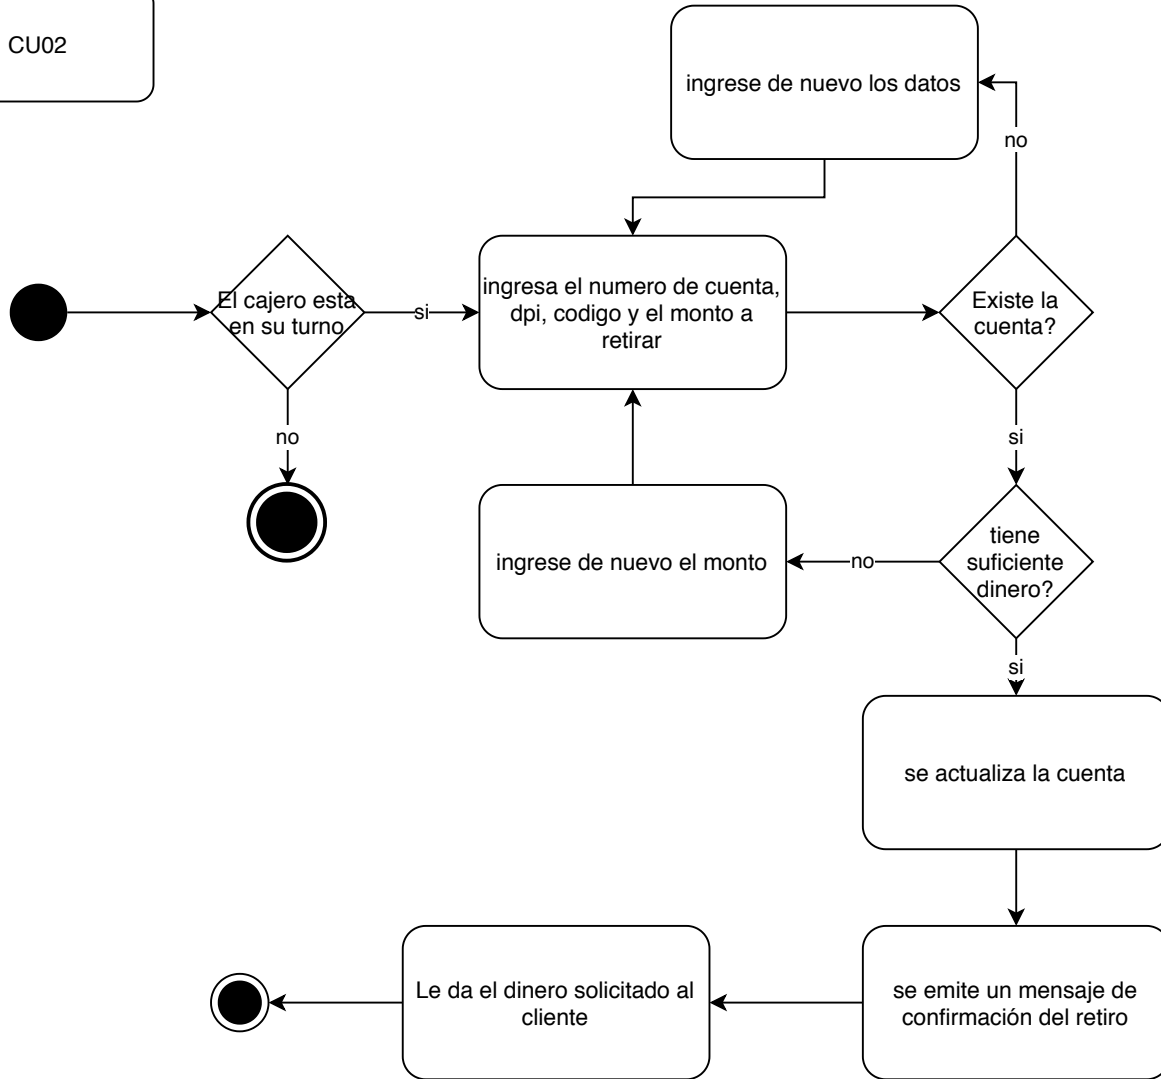 CU02
ingrese de nuevo los datos
no
El cajero esta
en su turno
si
ingresa el numero de cuenta,
dpi, codigo y el monto a
retirar
Existe la
cuenta?
no
si
ingrese de nuevo el monto
no
tiene
suficiente
dinero?
si
se actualiza la cuenta
Le da el dinero solicitado al
cliente
se emite un mensaje de
confirmación del retiro